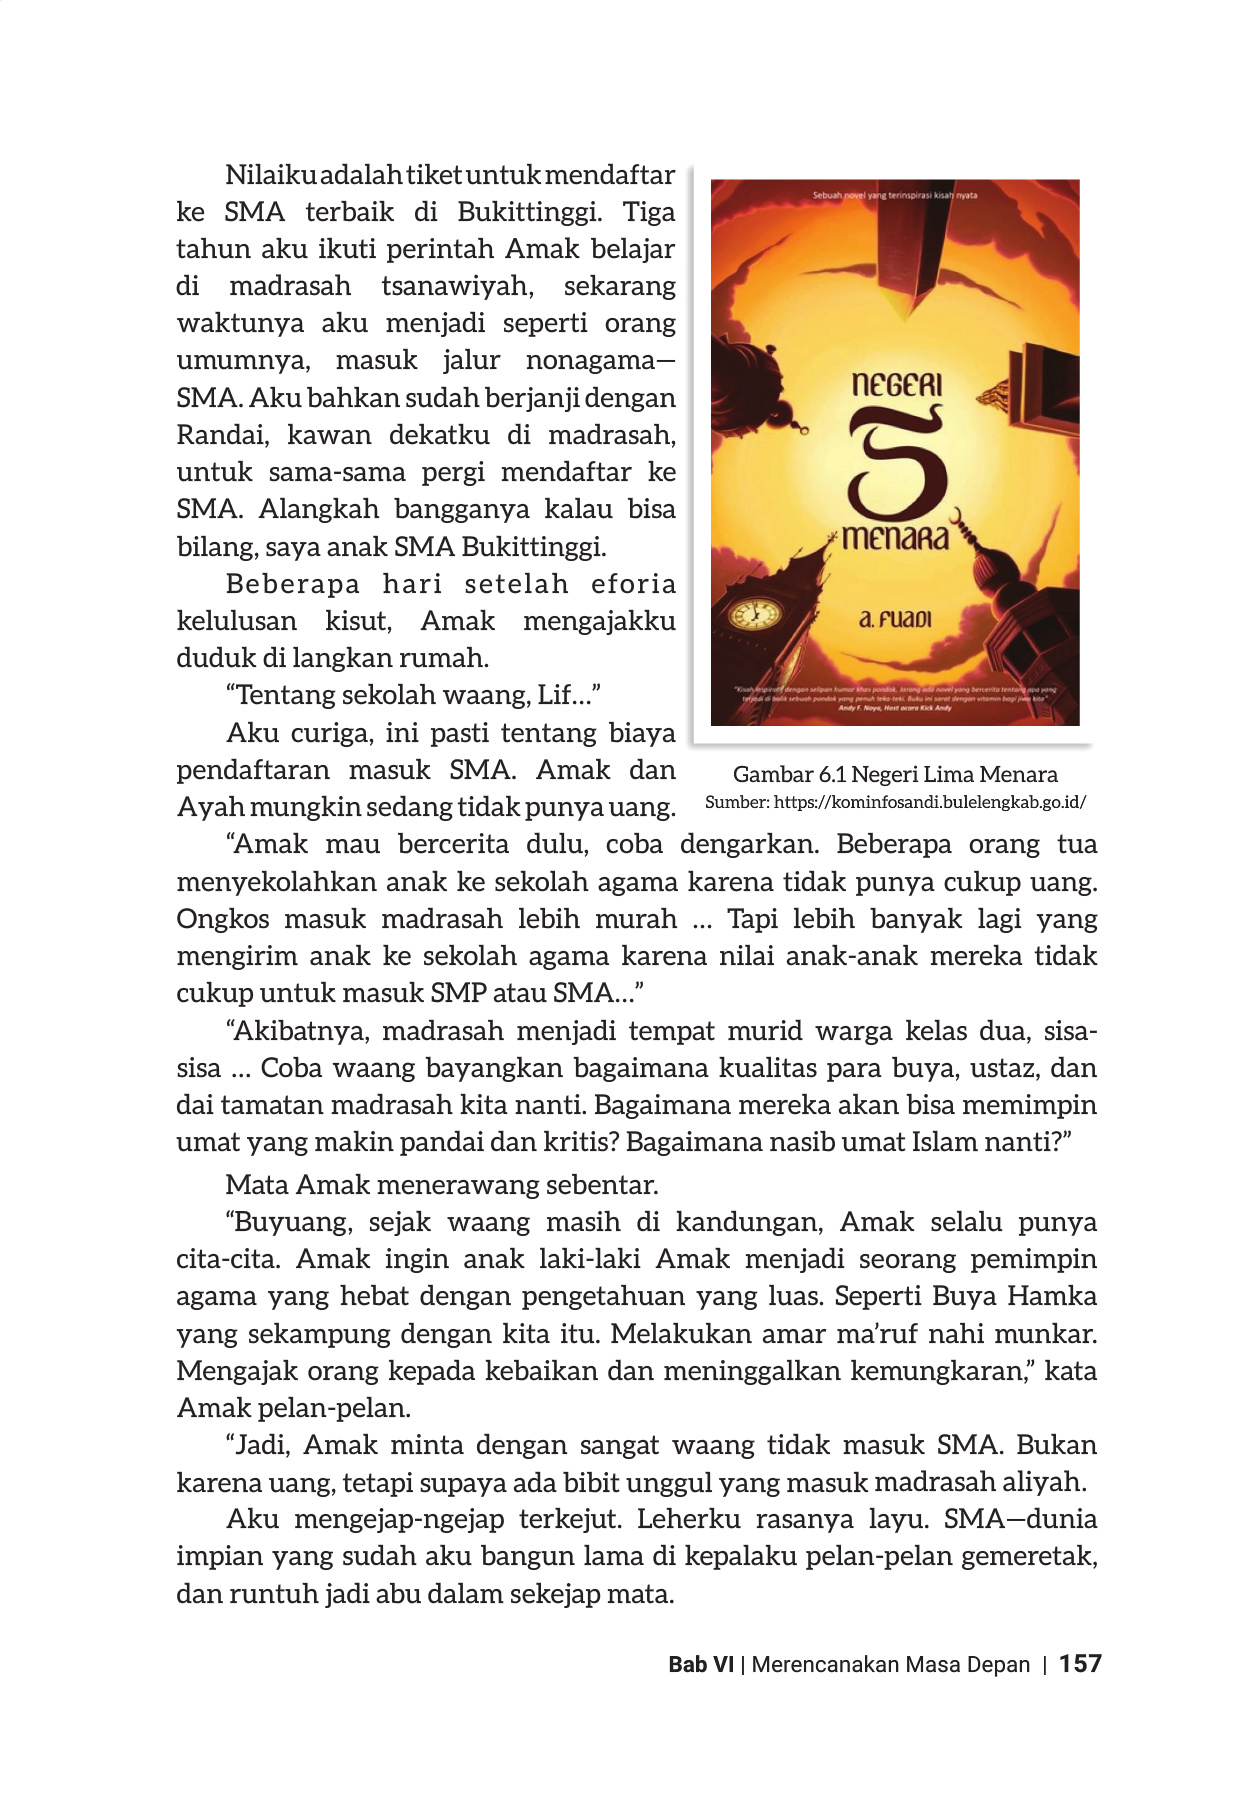 Nilaiku adalah tiket untuk mendaftar
ke SMA terbaik di Bukittinggi. Tiga
tahun aku ikuti perintah Amak belajar
di madrasah tsanawiyah, sekarang
waktunya aku menjadi seperti orang
umumnya, masuk jalur nonagama—
SMA. Aku bahkan sudah berjanji dengan
Randai, kawan dekatku di madrasah,
untuk sama-sama pergi mendaftar ke
SMA. Alangkah bangganya kalau bisa
bilang, saya anak SMA Bukittinggi.
Beberapa hari setelah eforia
kelulusan kisut, Amak mengajakku
duduk di langkan rumah.
“Tentang sekolah waang, Lif...”
Aku curiga, ini pasti tentang biaya
pendaftaran masuk SMA. Amak dan
Ayah mungkin sedang tidak punya uang.
Sebuah novel yang terinspirasi kisah nyata
NEGERI
5
MENARA
A. FUADI
“Kisah inspiratif dengan selipan humor khas pondok. Jarang ada novel yang bercerita tentang apa yang
terjadi di balik sebuah pondok yang penuh teka-teki. Buku ini sarat dengan vitamin bagi jiwa kita”
Andy F. Noya, Host acara Kick Andy
Gambar 6.1 Negeri Lima Menara
Sumber: https://kominfosandi.bulelengkab.go.id/
“Amak mau bercerita dulu, coba dengarkan. Beberapa orang tua
menyekolahkan anak ke sekolah agama karena tidak punya cukup uang.
Ongkos masuk madrasah lebih murah ... Tapi lebih banyak lagi yang
mengirim anak ke sekolah agama karena nilai anak-anak mereka tidak
cukup untuk masuk SMP atau SMA...”
“Akibatnya, madrasah menjadi tempat murid warga kelas dua, sisa-
sisa ... Coba waang bayangkan bagaimana kualitas para buya, ustaz, dan
dai tamatan madrasah kita nanti. Bagaimana mereka akan bisa memimpin
umat yang makin pandai dan kritis? Bagaimana nasib umat Islam nanti?”
Mata Amak menerawang sebentar.
“Buyuang, sejak waang masih di kandungan, Amak selalu punya
cita-cita. Amak ingin anak laki-laki Amak menjadi seorang pemimpin
agama yang hebat dengan pengetahuan yang luas. Seperti Buya Hamka
yang sekampung dengan kita itu. Melakukan amar ma’ruf nahi munkar.
Mengajak orang kepada kebaikan dan meninggalkan kemungkaran,” kata
Amak pelan-pelan.
“Jadi, Amak minta dengan sangat waang tidak masuk SMA. Bukan
karena uang, tetapi supaya ada bibit unggul yang masuk madrasah aliyah.
Aku mengejap-ngejap terkejut. Leherku rasanya layu. SMA—dunia
impian yang sudah aku bangun lama di kepalaku pelan-pelan gemeretak,
dan runtuh jadi abu dalam sekejap mata.
Bab VI | Merencanakan Masa Depan | 157